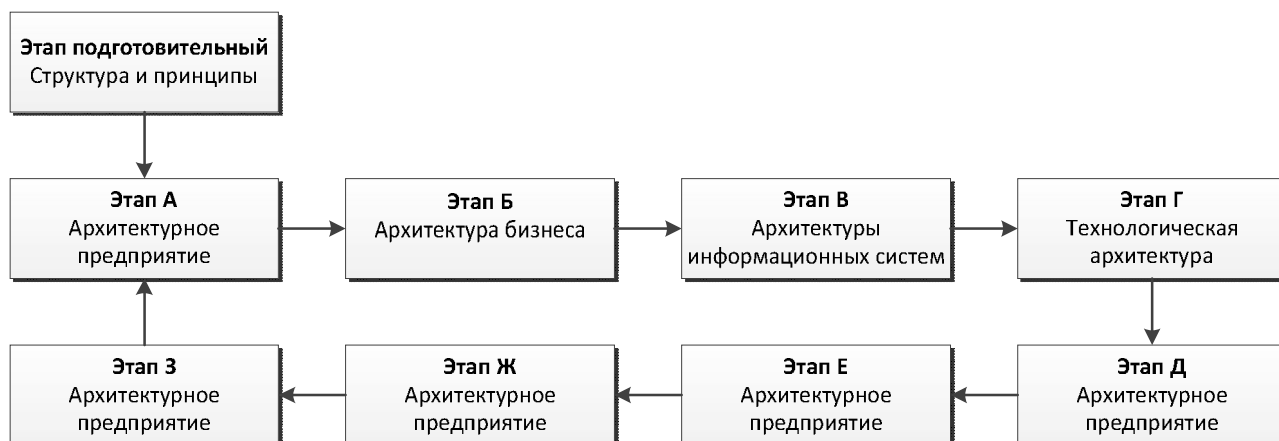 Этап подготовительный
Структура и принципы
Этап А
Архитектурное
предприятие
Этап Б
Архитектура бизнеса
Этап В
Архитектуры
информационных систем
Этап Г
Технологическая
архитектура
Этап З
Архитектурное
предприятие
Этап Ж
Архитектурное
предприятие
Этап Е
Архитектурное
предприятие
Этап Д
Архитектурное
предприятие